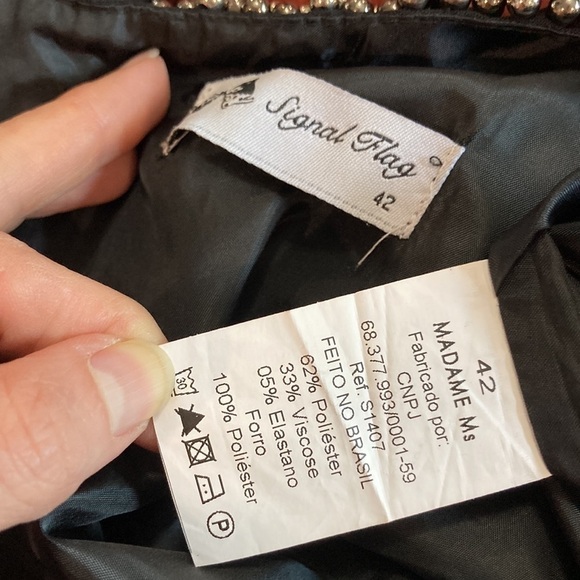 Signal Flag
42
42
MADAME Ms
Fabricado por:
CNPJ
68.377.993/0001-59
Ref. S1407
FEITO NO BRASIL
62% Poliéster
33% Viscose
05% Elastano
Forro
100% Poliéster
30
P